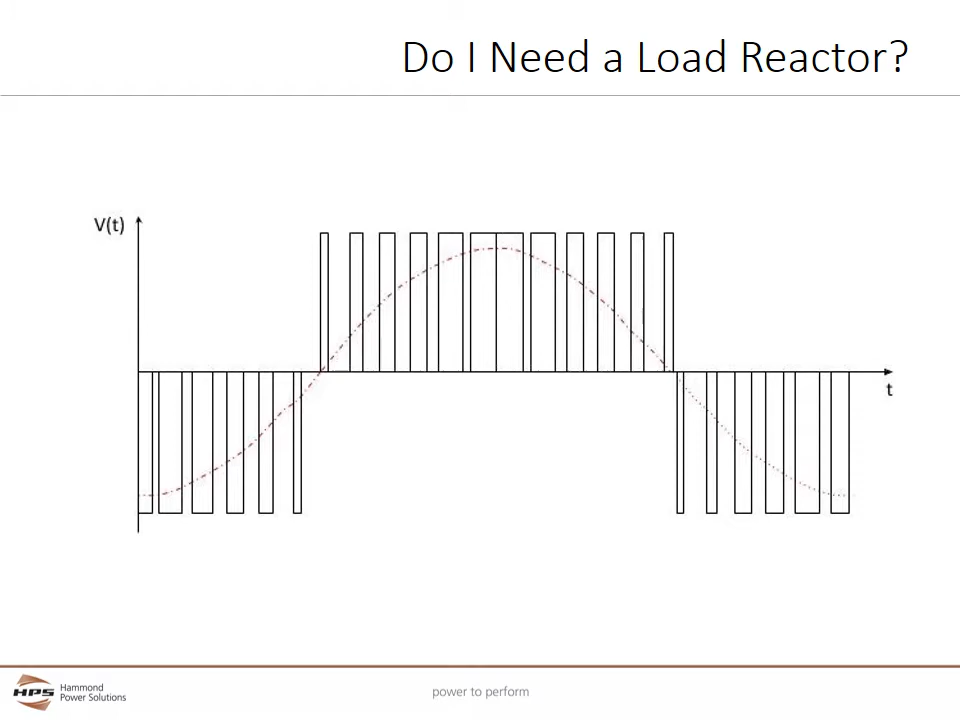 Do I Need a Load Reactor?
V(t)
t
HPS
Hammond
Power Solutions
power to perform